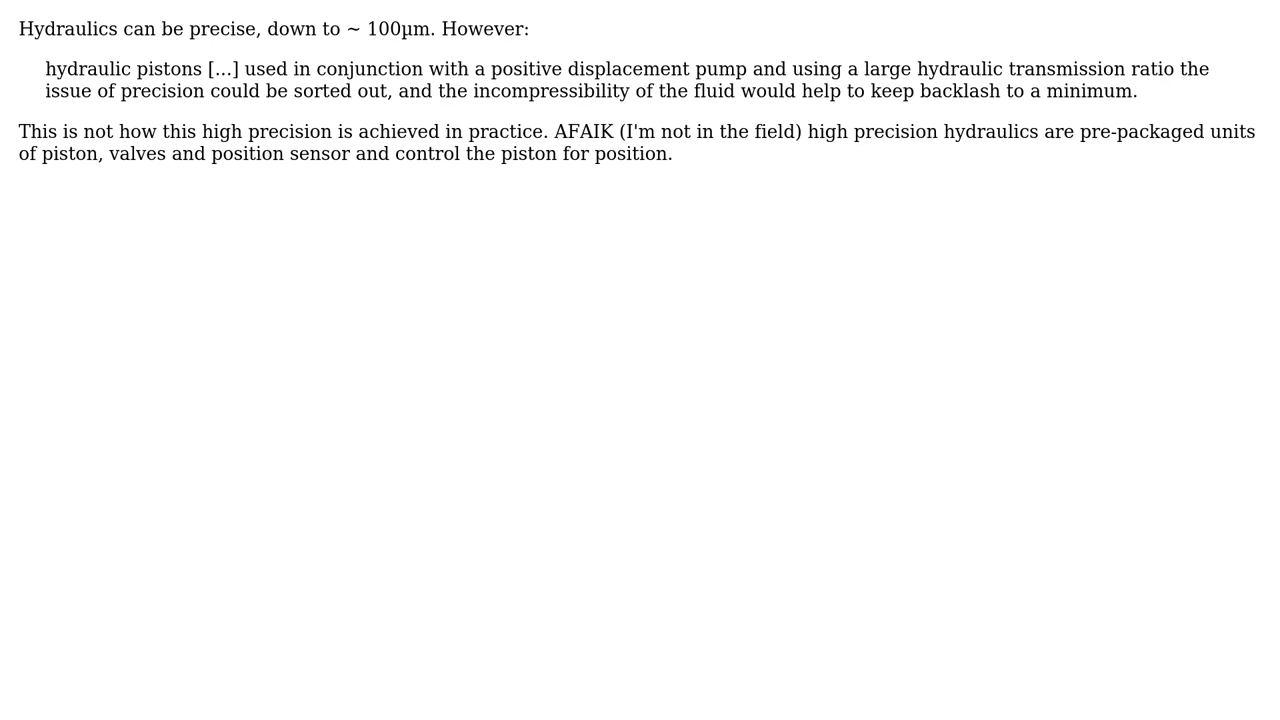 Hydraulics can be precise, down to ~ 100µm. However:
hydraulic pistons [...] used in conjunction with a positive displacement pump and using a large hydraulic transmission ratio the
issue of precision could be sorted out, and the incompressibility of the fluid would help to keep backlash to a minimum.
This is not how this high precision is achieved in practice. AFAIK (I'm not in the field) high precision hydraulics are pre-packaged units
of piston, valves and position sensor and control the piston for position.